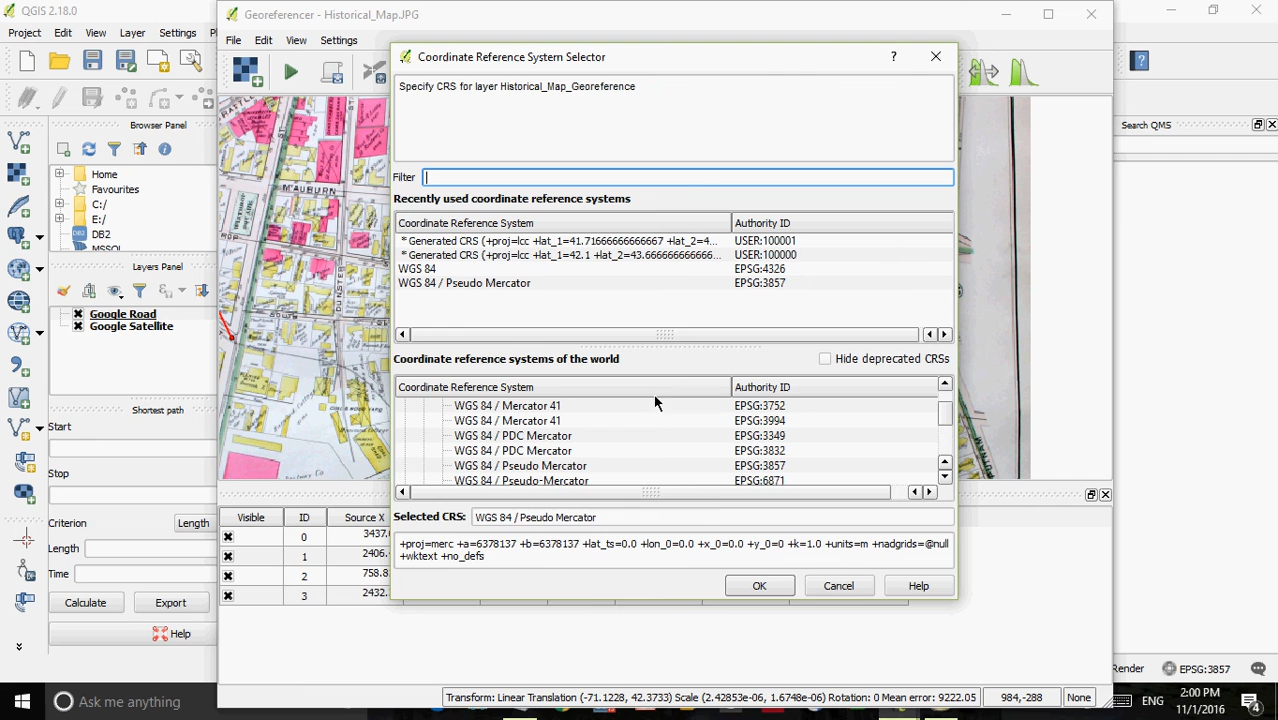 QGIS 2.18.0
Georeferencer - Historical_Map.JPG
Project Edit View Layer Settings
File Edit View Settings
Coordinate Reference System Selector
Specify CRS for layer Historical_Map_Georeference
Browser Panel
Home
Favourites
C:/
E:/
DB2
MSSQL
Layers Panel
Google Road
Google Satellite
Shortest path
Start
Stop
Criterion Length
Length
Time
Calculate Export
Help
M'AUBURN
DUNSTER
SOUTH
Filter
Recently used coordinate reference systems
Coordinate Reference System Authority ID
* Generated CRS (+proj=lcc +lat_1=41.71666666666667 +lat_2=4... USER:100001
* Generated CRS (+proj=lcc +lat_1=42.1 +lat_2=43.666666666666... USER:100000
WGS 84 EPSG:4326
WGS 84 / Pseudo Mercator EPSG:3857
Coordinate reference systems of the world Hide deprecated CRSs
Coordinate Reference System Authority ID
WGS 84 / Mercator 41 EPSG:3752
WGS 84 / Mercator 41 EPSG:3994
WGS 84 / PDC Mercator EPSG:3349
WGS 84 / PDC Mercator EPSG:3832
WGS 84 / Pseudo Mercator EPSG:3857
WGS 84 / Pseudo-Mercator EPSG:6871
Selected CRS: WGS 84 / Pseudo Mercator
+proj=merc +a=6378137 +b=6378137 +lat_ts=0.0 +lon_0=0.0 +x_0=0.0 +y_0=0 +k=1.0 +units=m +nadgrids=@null
+wktext +no_defs
OK Cancel Help
Search QMS
PUTNAM
Visible ID Source X
0 3437.
1 2406.
2 758.8
3 2432.
Transform: Linear Translation (-71.1228, 42.3733) Scale (2.42853e-06, 1.6748e-06) Rotation: 0 Mean error: 9222.05 984,-288 None
Render EPSG:3857
Ask me anything
ENG
2:00 PM
11/1/2016
4